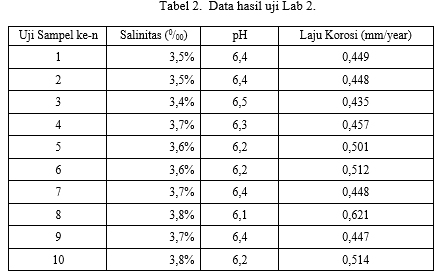 Tabel 2.  Data hasil uji Lab 2.
Uji Sampel ke-n Salinitas (⁰/₀₀) pH Laju Korosi (mm/year)
1 3,5% 6,4 0,449
2 3,5% 6,4 0,448
3 3,4% 6,5 0,435
4 3,7% 6,3 0,457
5 3,6% 6,2 0,501
6 3,6% 6,2 0,512
7 3,7% 6,4 0,448
8 3,8% 6,1 0,621
9 3,7% 6,4 0,447
10 3,8% 6,2 0,514